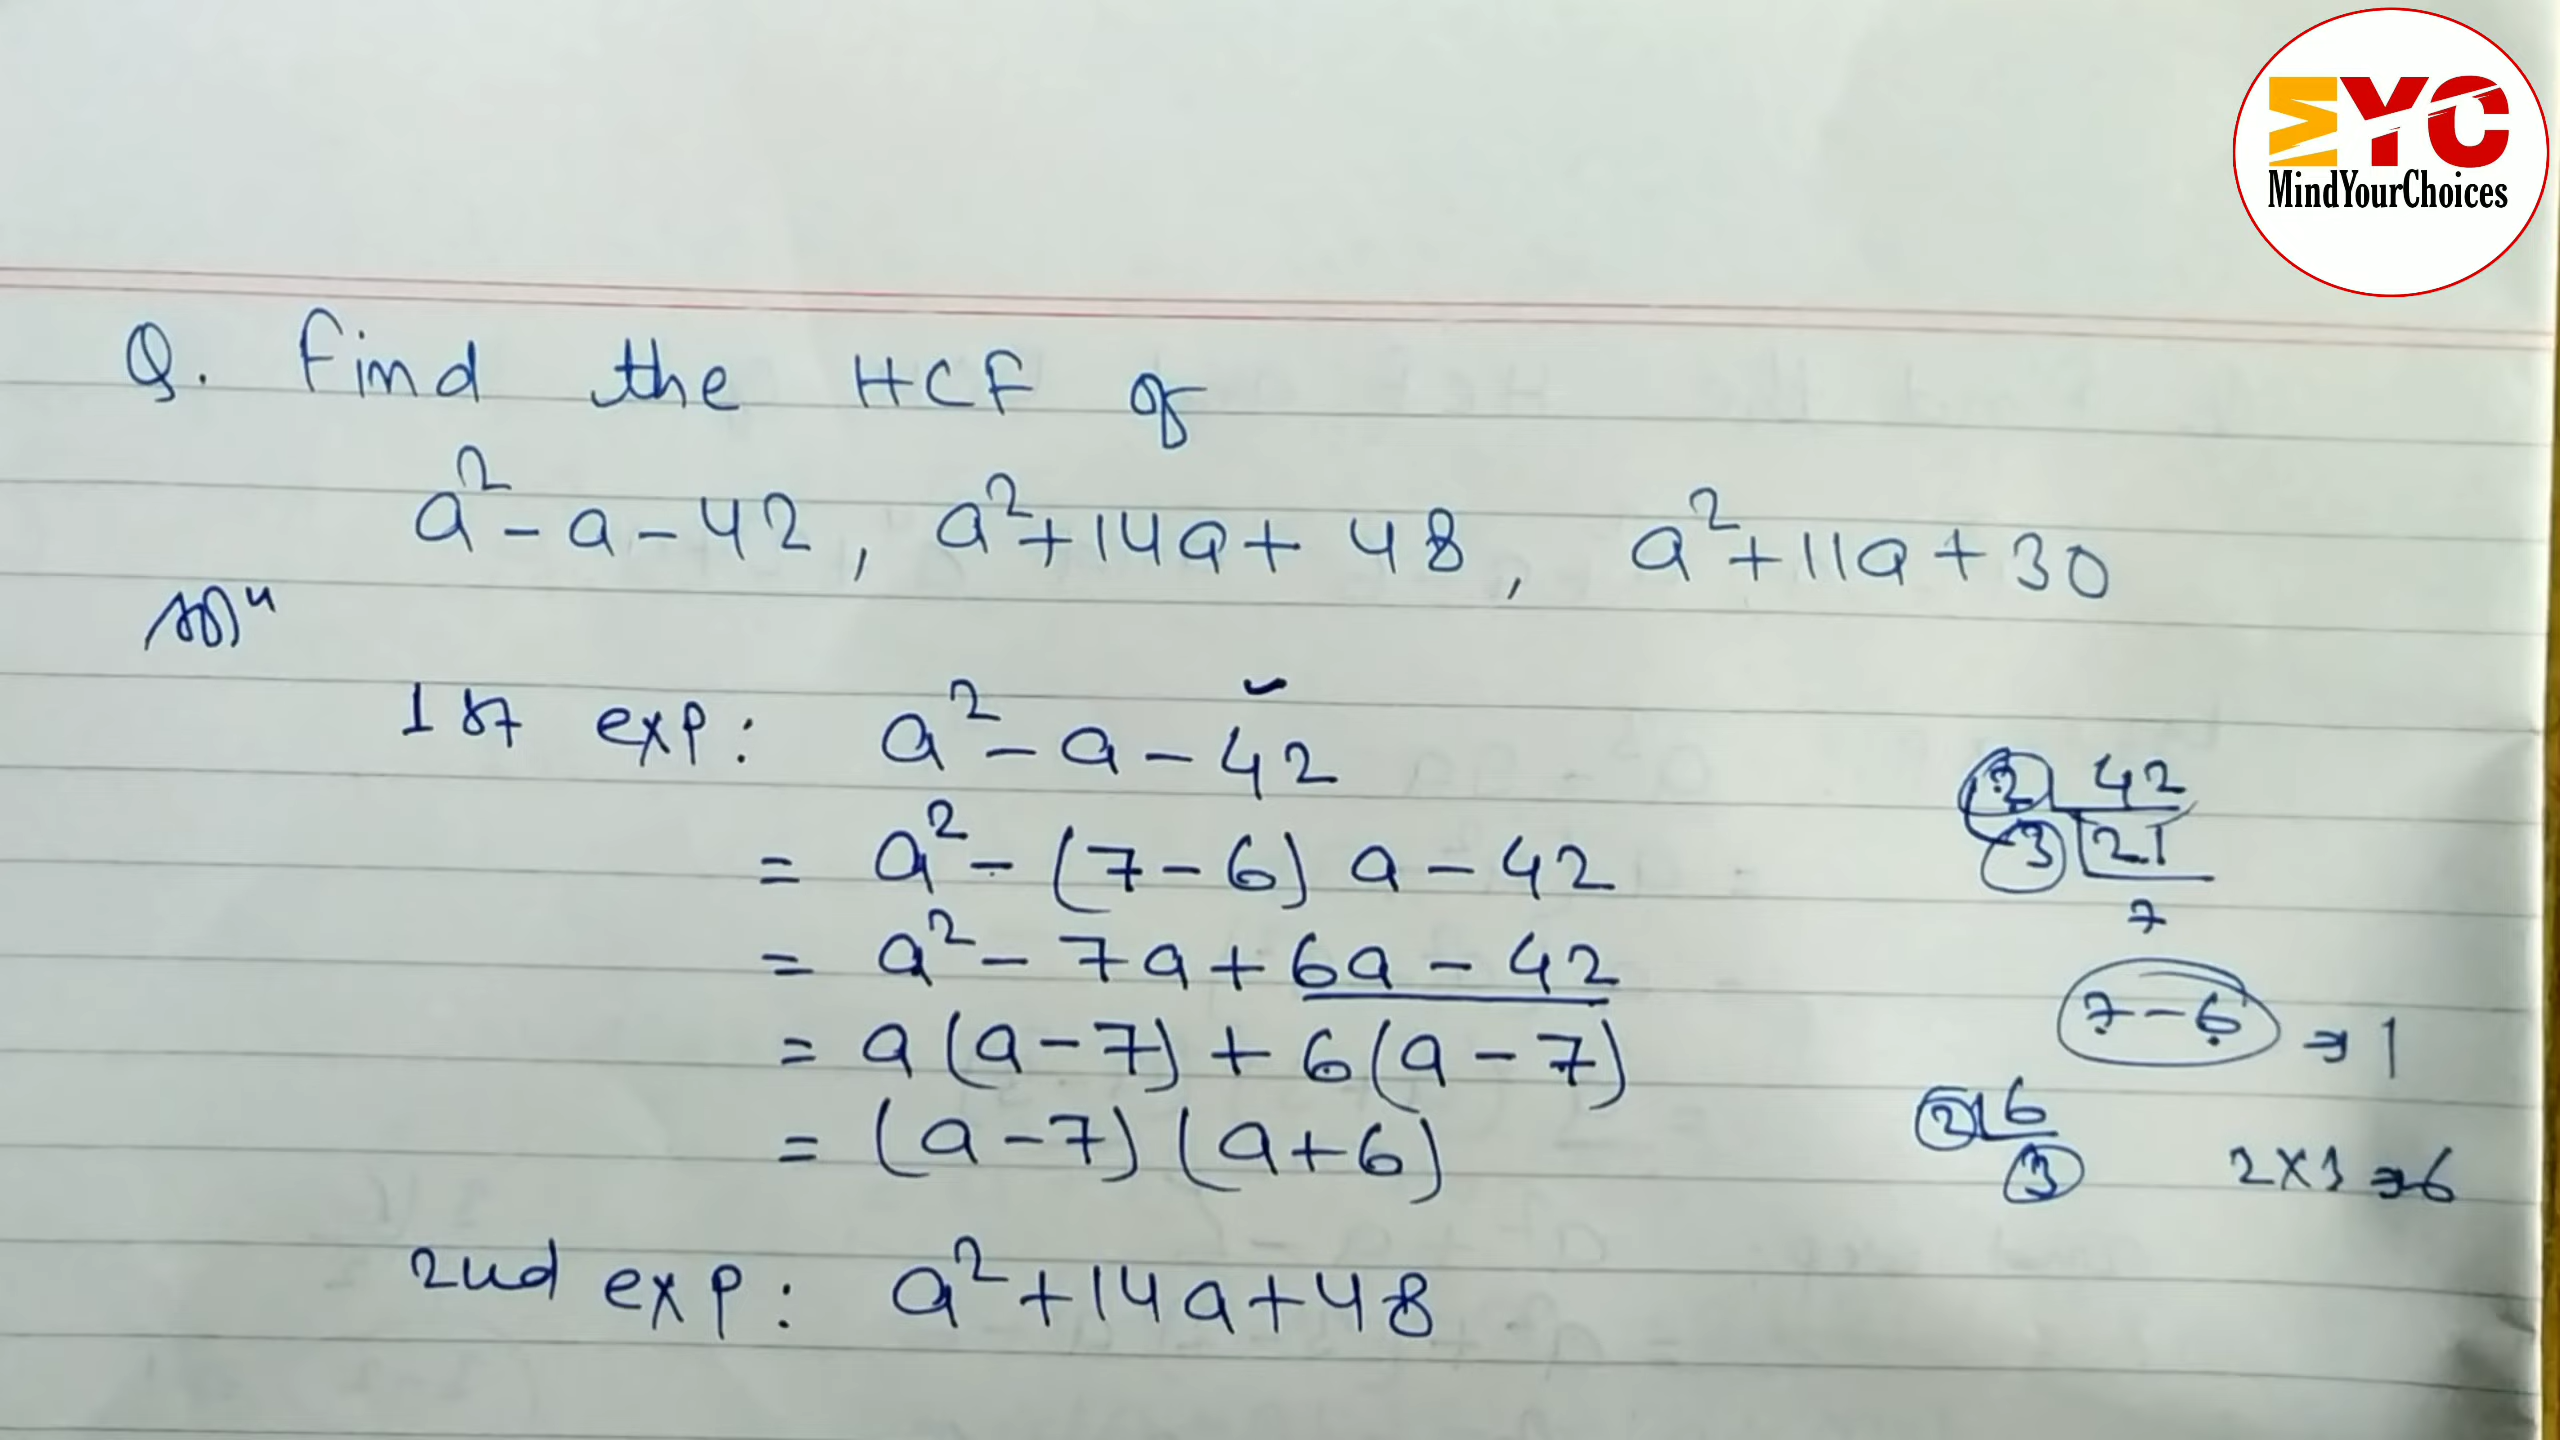 MYC
MindYourChoices
Q. Find the HCF of
a²-a-42, a²+14a+48, a²+11a+30
Solⁿ
1st exp: a²-a-42
= a²-(7-6)a-42
= a²-7a+6a-42
= a(a-7)+6(a-7)
= (a-7)(a+6)
2nd exp: a²+14a+48
2 42
3 21
7
7-6 ⇒ 1
2 6
3
2×3 ⇒ 6